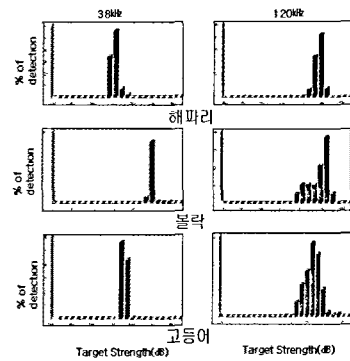 38kHz 120kHz
% of detection
해파리
% of detection
볼락
% of detection
고등어
Target Strength(dB) Target Strength(dB)